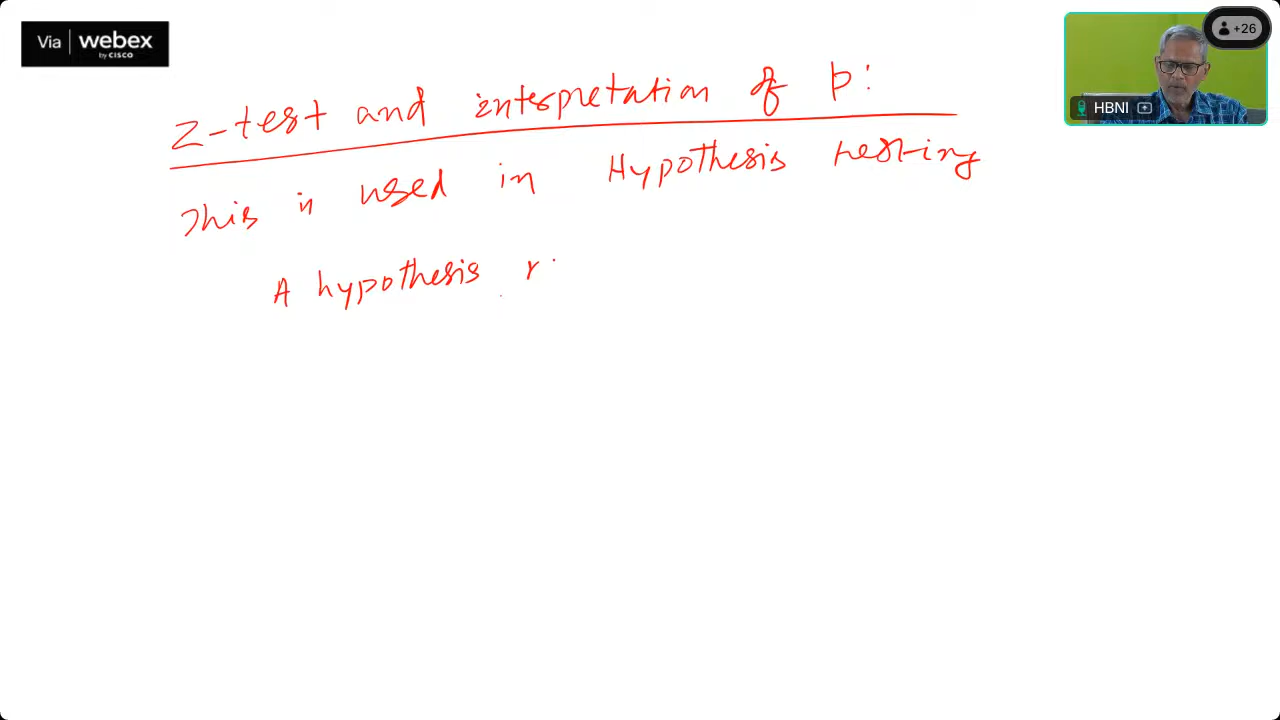 Via webex
by CISCO
+26
HBNI
Z-test and interpretation of p:
This is used in Hypothesis testing
A hypothesis